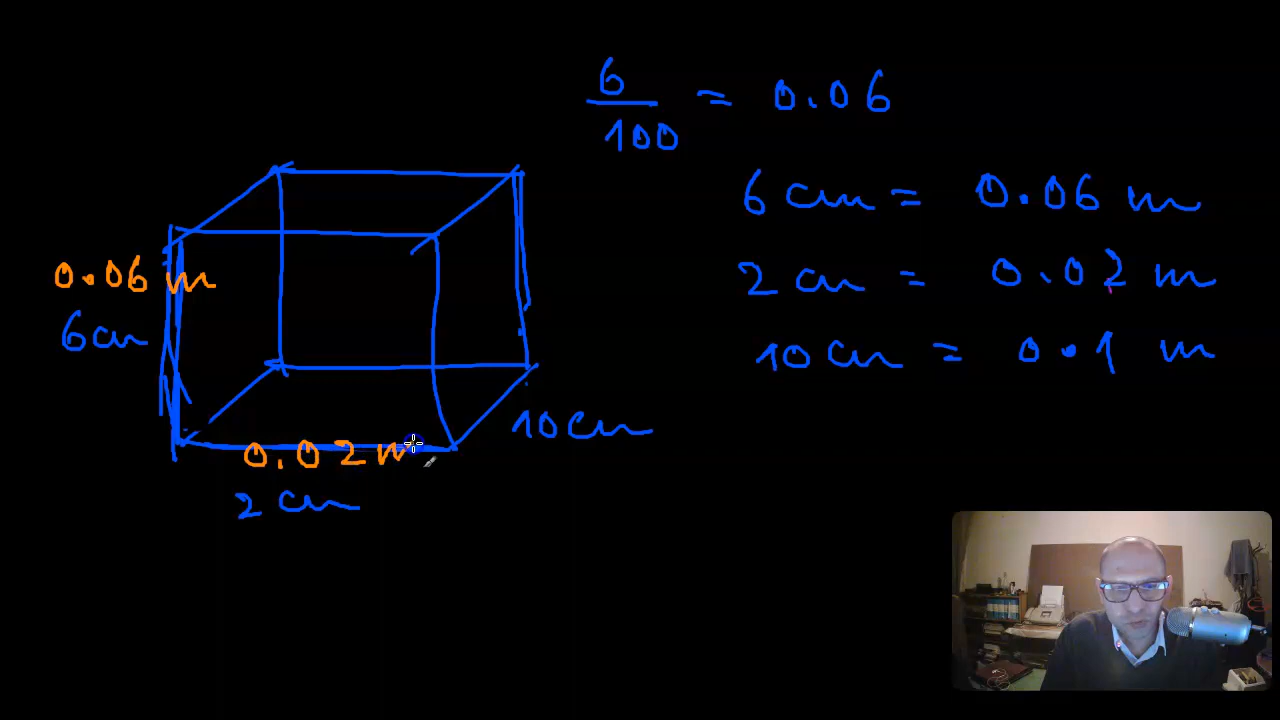 6
100
= 0.06
6 cm = 0.06 m
2 cm = 0.02 m
10 cm = 0.1 m
0.06 m
6 cm
10 cm
0.02 m
2 cm